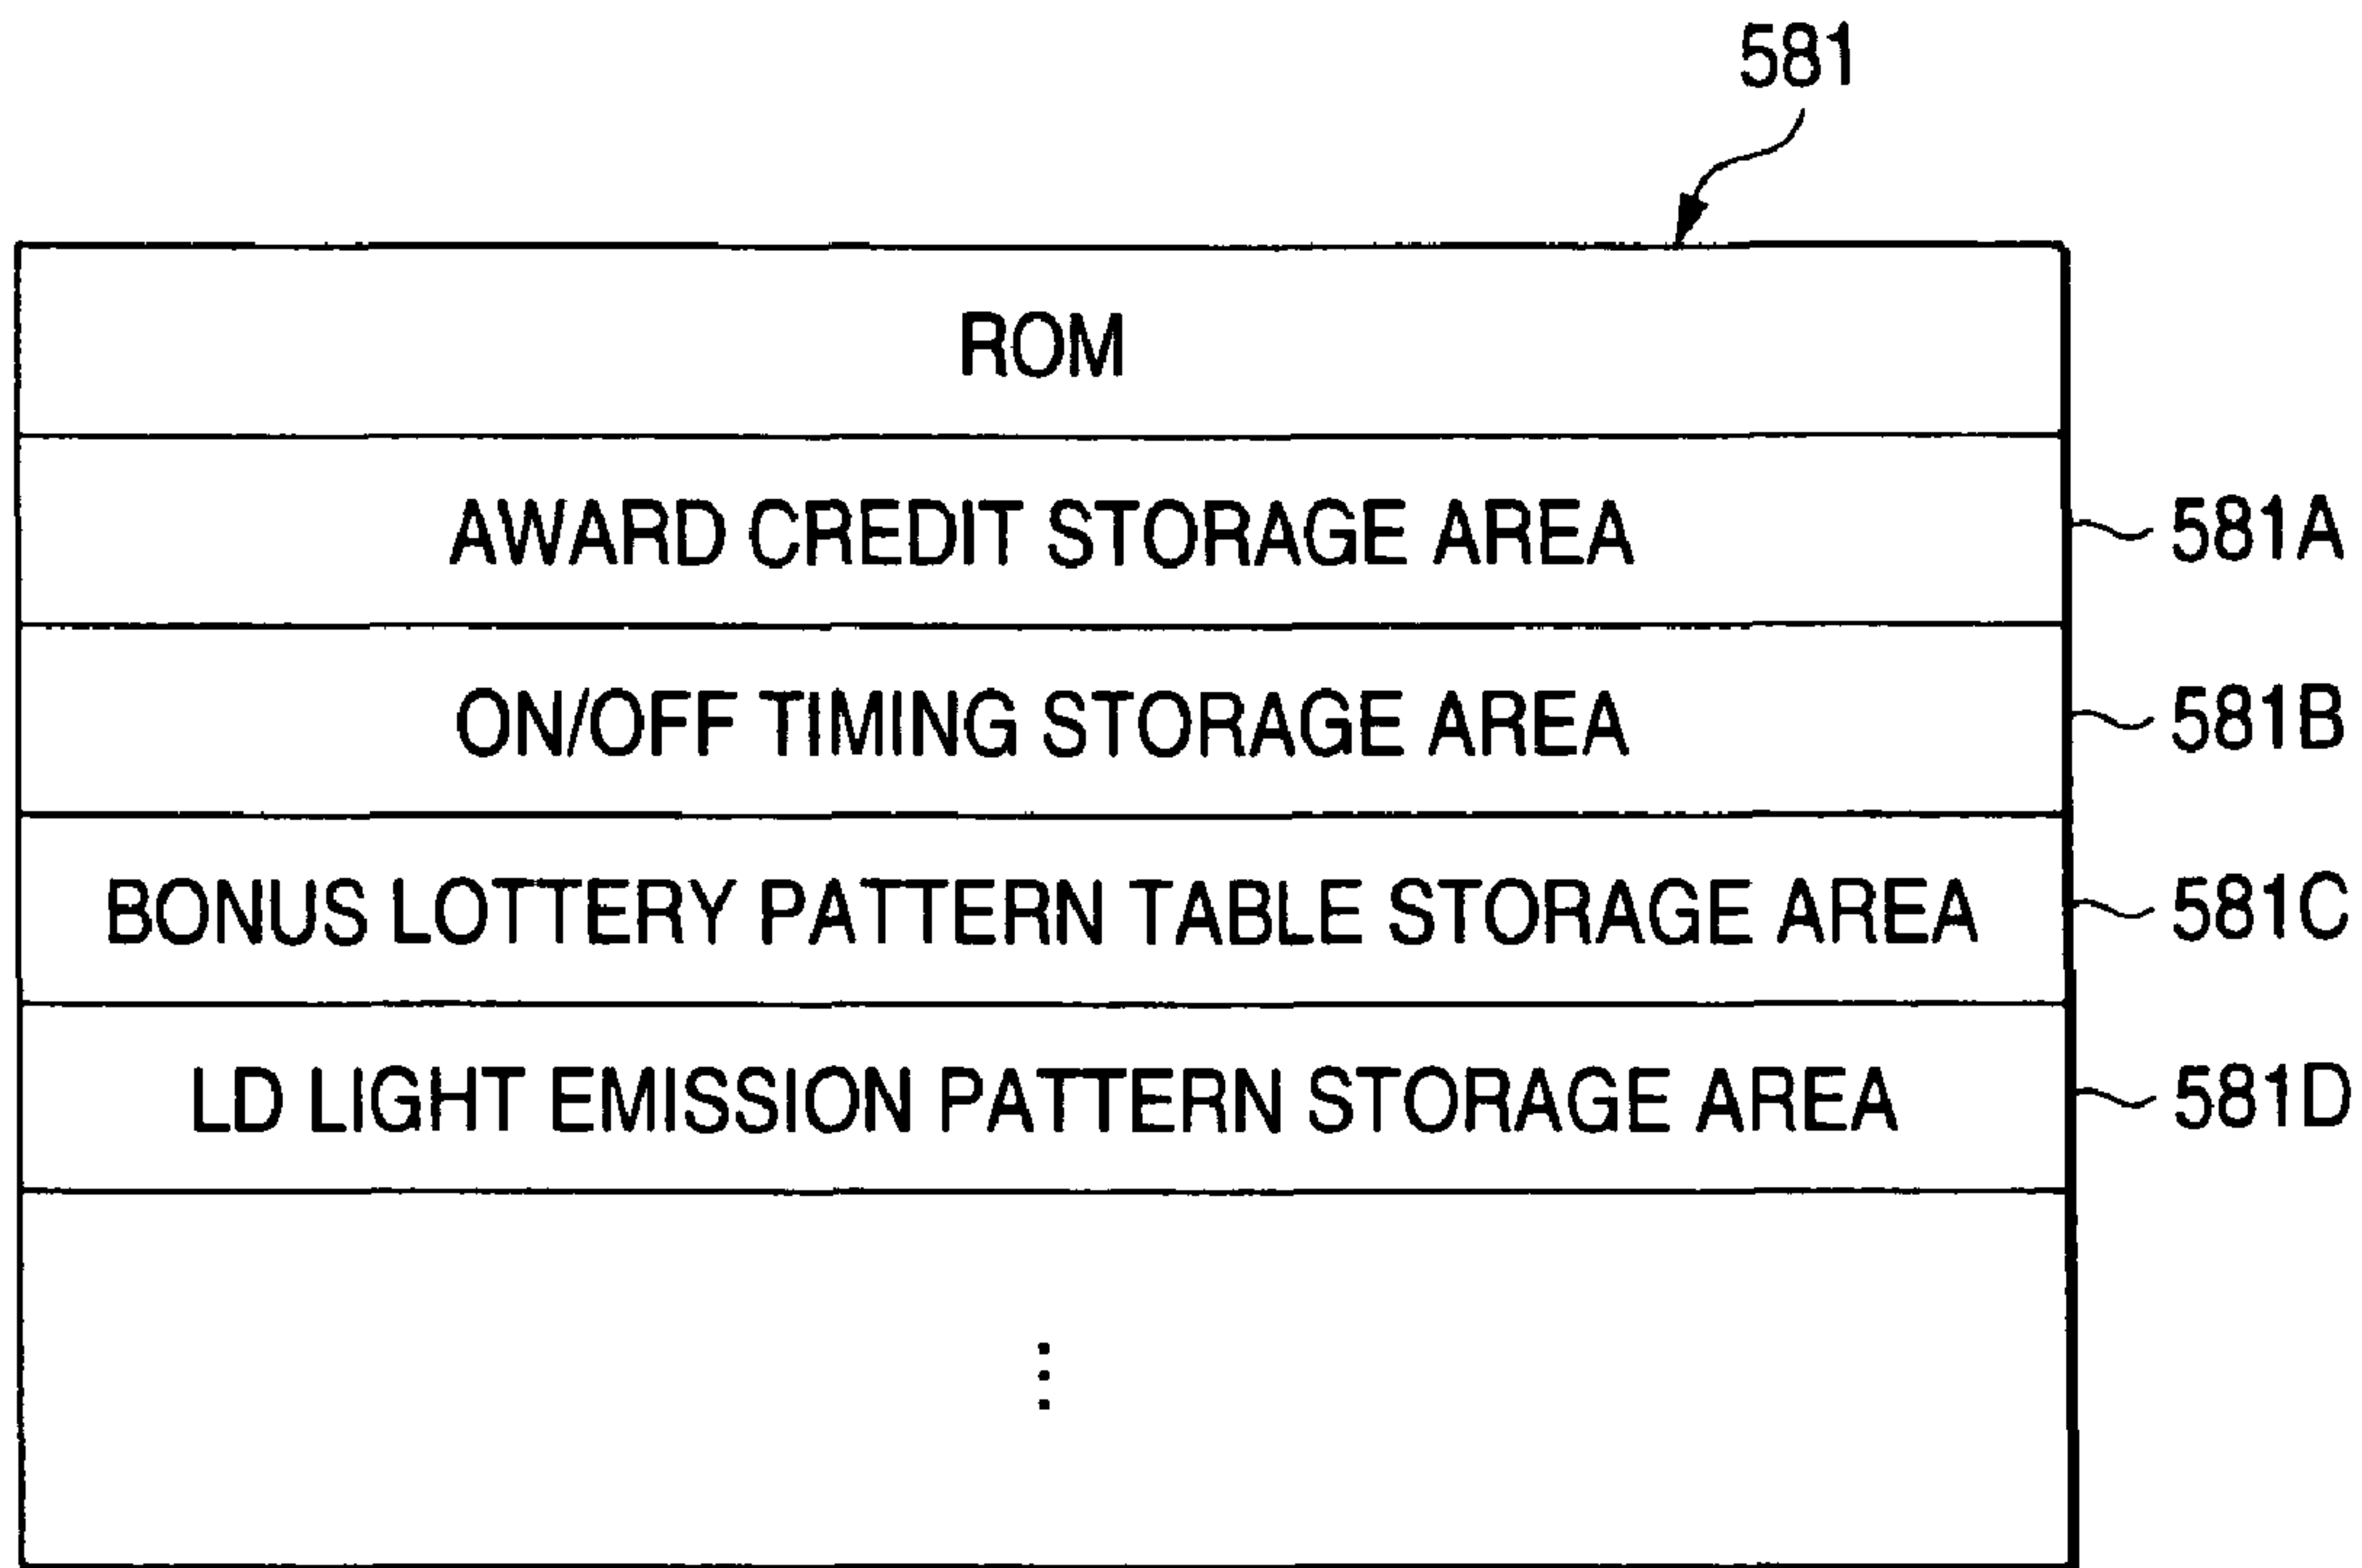 581
ROM
AWARD CREDIT STORAGE AREA 581A
ON/OFF TIMING STORAGE AREA 581B
BONUS LOTTERY PATTERN TABLE STORAGE AREA 581C
LD LIGHT EMISSION PATTERN STORAGE AREA 581D
⋮